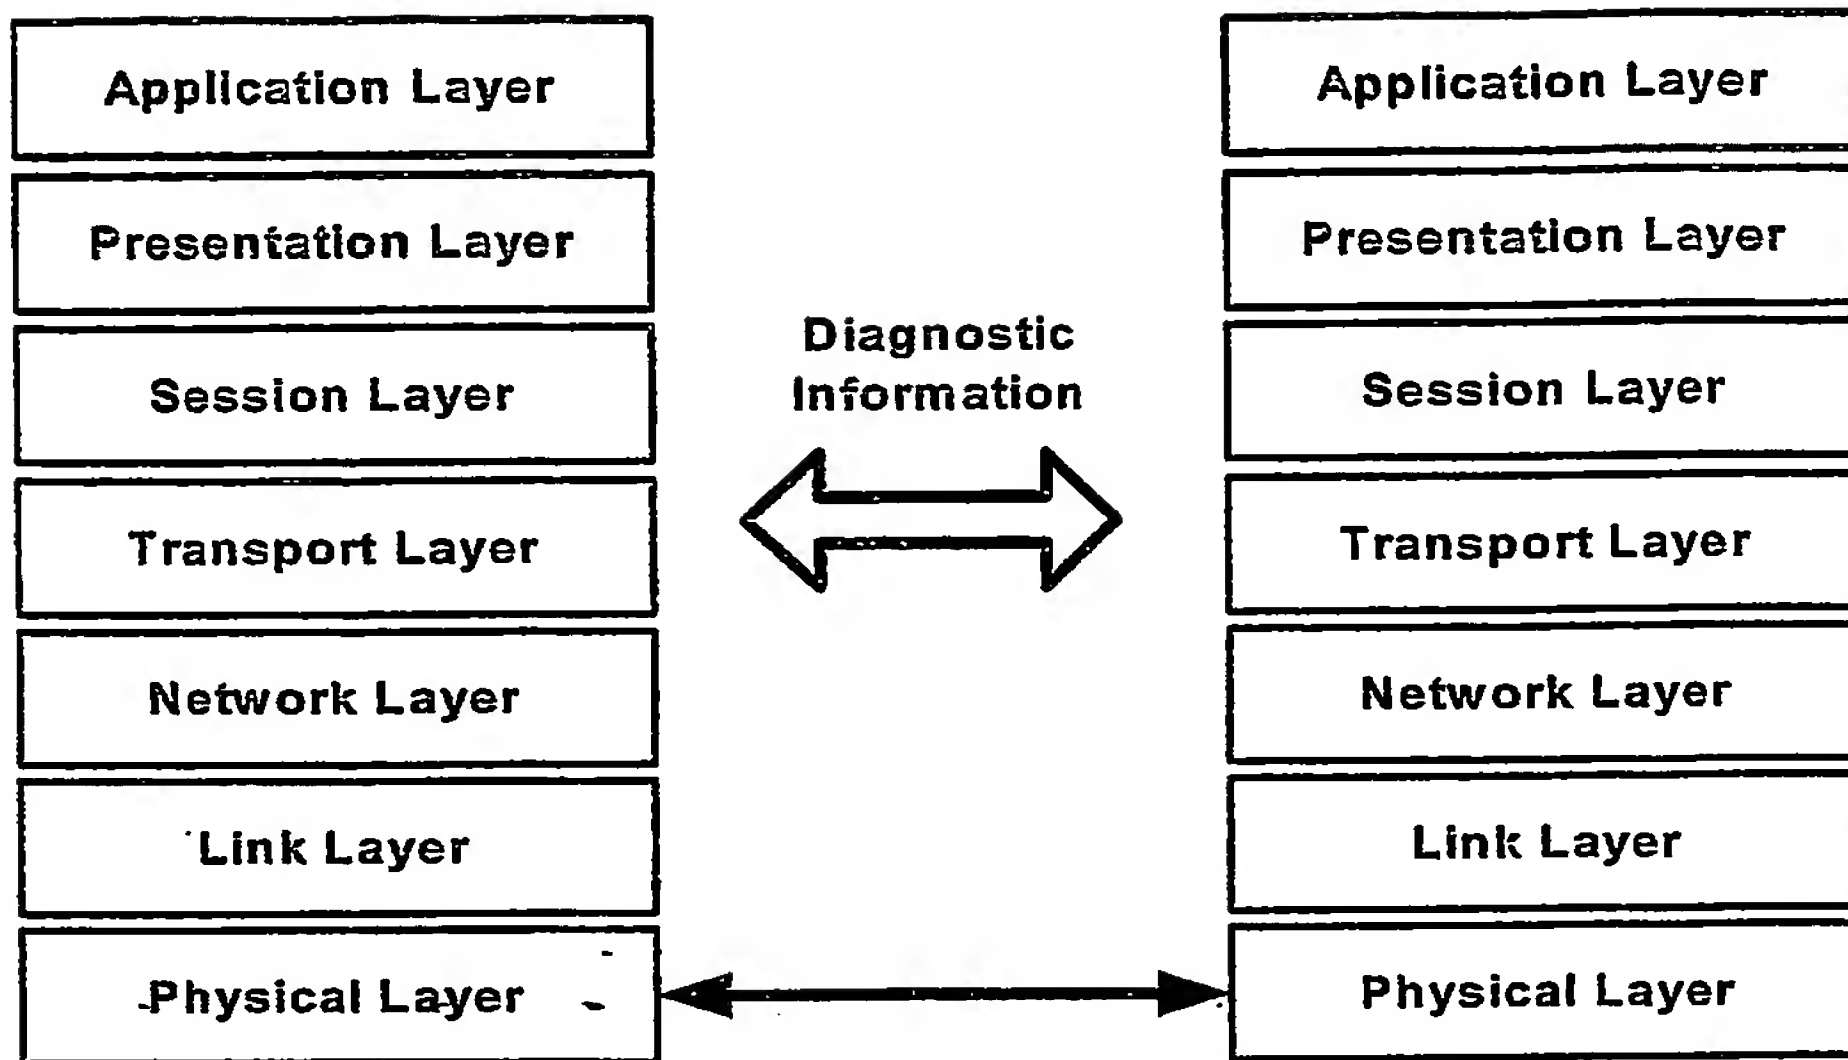 Application Layer
Presentation Layer
Session Layer
Transport Layer
Network Layer
Link Layer
Physical Layer
Diagnostic
Information
Application Layer
Presentation Layer
Session Layer
Transport Layer
Network Layer
Link Layer
Physical Layer